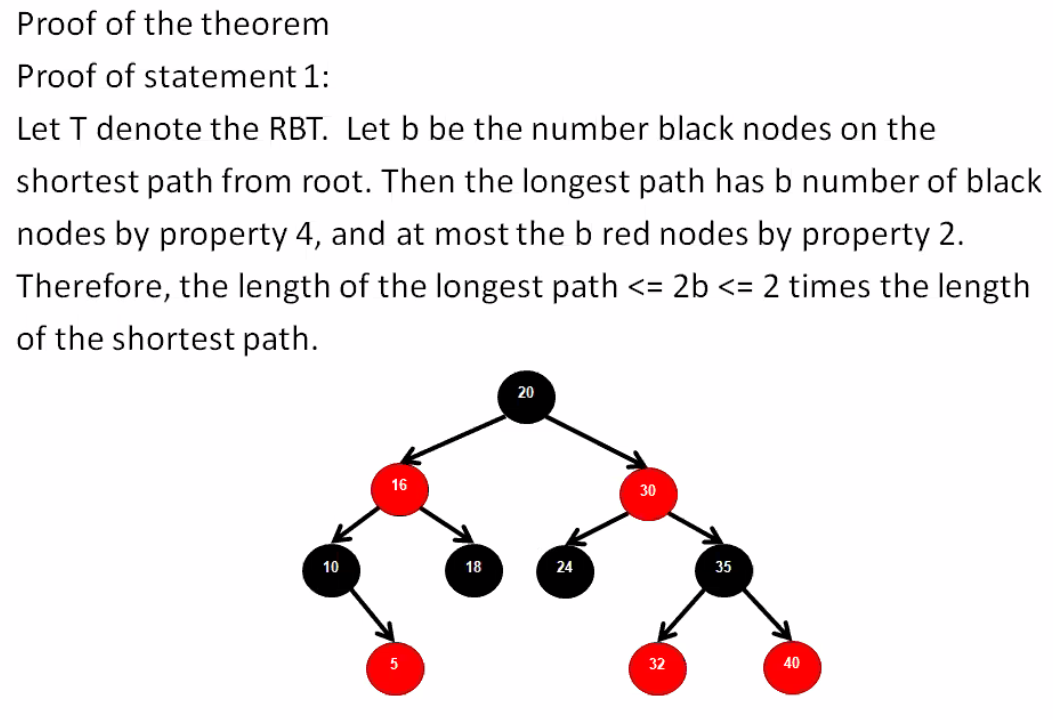 Proof of the theorem
Proof of statement 1:
Let T denote the RBT.  Let b be the number black nodes on the
shortest path from root. Then the longest path has b number of black
nodes by property 4, and at most the b red nodes by property 2.
Therefore, the length of the longest path <= 2b <= 2 times the length
of the shortest path.
20
16 30
10 18 24 35
5 32 40